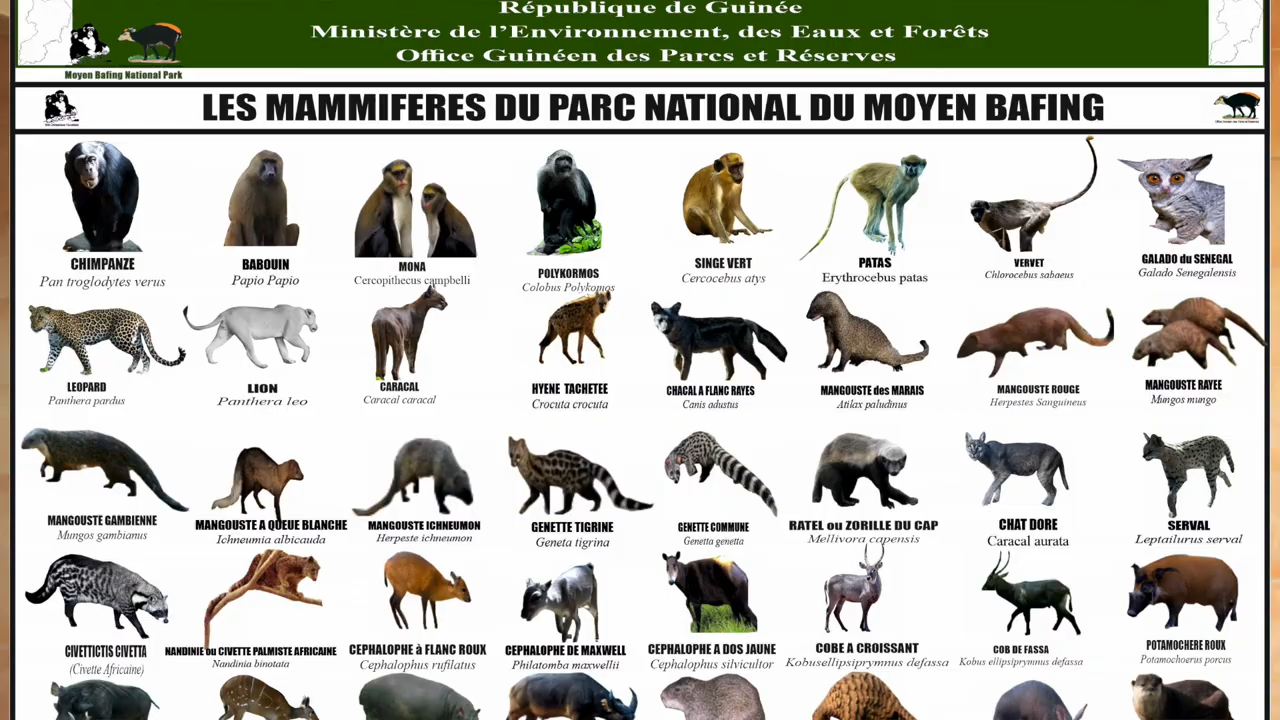 République de Guinée
Ministère de l'Environnement, des Eaux et Forêts
Office Guinéen des Parcs et Réserves
Moyen Bafing National Park
LES MAMMIFERES DU PARC NATIONAL DU MOYEN BAFING
CHIMPANZE
Pan troglodytes verus
BABOUIN
Papio Papio
MONA
Cercopithecus campbelli
POLYKORMOS
Colobus Polykomos
SINGE VERT
Cercocebus atys
PATAS
Erythrocebus patas
VERVET
Chlorocebus sabaeus
GALADO du SENEGAL
Galado Senegalensis
LEOPARD
Panthera pardus
LION
Panthera leo
CARACAL
Caracal caracal
HYENE TACHETEE
Crocuta crocuta
CHACAL A FLANC RAYES
Canis adustus
MANGOUSTE des MARAIS
Atilax paludinus
MANGOUSTE ROUGE
Herpestes Sanguineus
MANGOUSTE RAYEE
Mungos mungo
MANGOUSTE GAMBIENNE
Mungos gambianus
MANGOUSTE A QUEUE BLANCHE
Ichneumia albicauda
MANGOUSTE ICHNEUMON
Herpeste ichneumon
GENETTE TIGRINE
Geneta tigrina
GENETTE COMMUNE
Genetta genetta
RATEL ou ZORILLE DU CAP
Mellivora capensis
CHAT DORE
Caracal aurata
SERVAL
Leptailurus serval
CIVETTICTIS CIVETTA
(Civette Africaine)
NANDINIE ou CIVETTE PALMISTE AFRICAINE
Nandinia binotata
CEPHALOPHE à FLANC ROUX
Cephalophus rufilatus
CEPHALOPHE DE MAXWELL
Philatomba maxwellii
CEPHALOPHE A DOS JAUNE
Cephalophus silvicultor
COBE A CROISSANT
Kobusellipsiprymnus defassa
COB DE FASSA
Kobus ellipsiprymnus defassa
POTAMOCHERE ROUX
Potamochoerus porcus